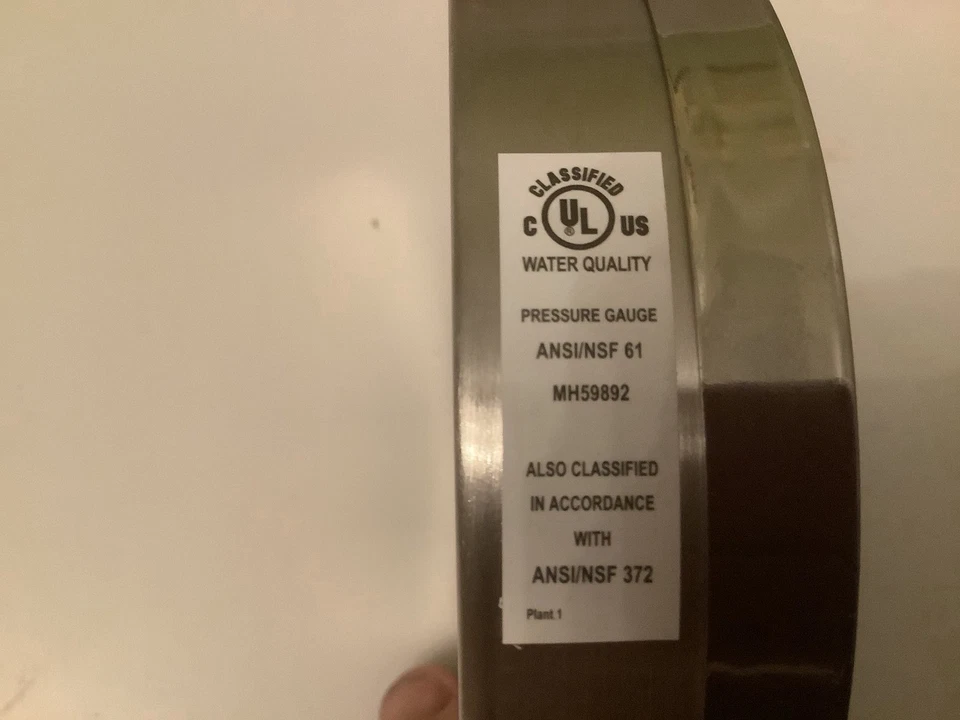 CLASSIFIED
C UL® US
WATER QUALITY
PRESSURE GAUGE
ANSI/NSF 61
MH59892
ALSO CLASSIFIED
IN ACCORDANCE
WITH
ANSI/NSF 372
Plant 1